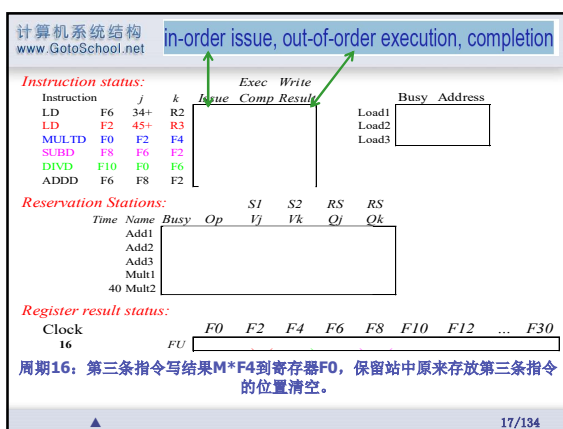 计算机系统结构
www.GotoSchool.net
in-order issue, out-of-order execution, completion
Instruction status: Exec Write
Instruction j k Issue Comp Result Busy Address
LD F6 34+ R2 Load1
LD F2 45+ R3 Load2
MULTD F0 F2 F4 Load3
SUBD F8 F6 F2
DIVD F10 F0 F6
ADDD F6 F8 F2
Reservation Stations: S1 S2 RS RS
Time Name Busy Op Vj Vk Qj Qk
Add1
Add2
Add3
Mult1
40 Mult2
Register result status:
Clock F0 F2 F4 F6 F8 F10 F12 ... F30
16 FU
周期16：第三条指令写结果M*F4到寄存器F0，保留站中原来存放第三条指令
的位置清空。
17/134